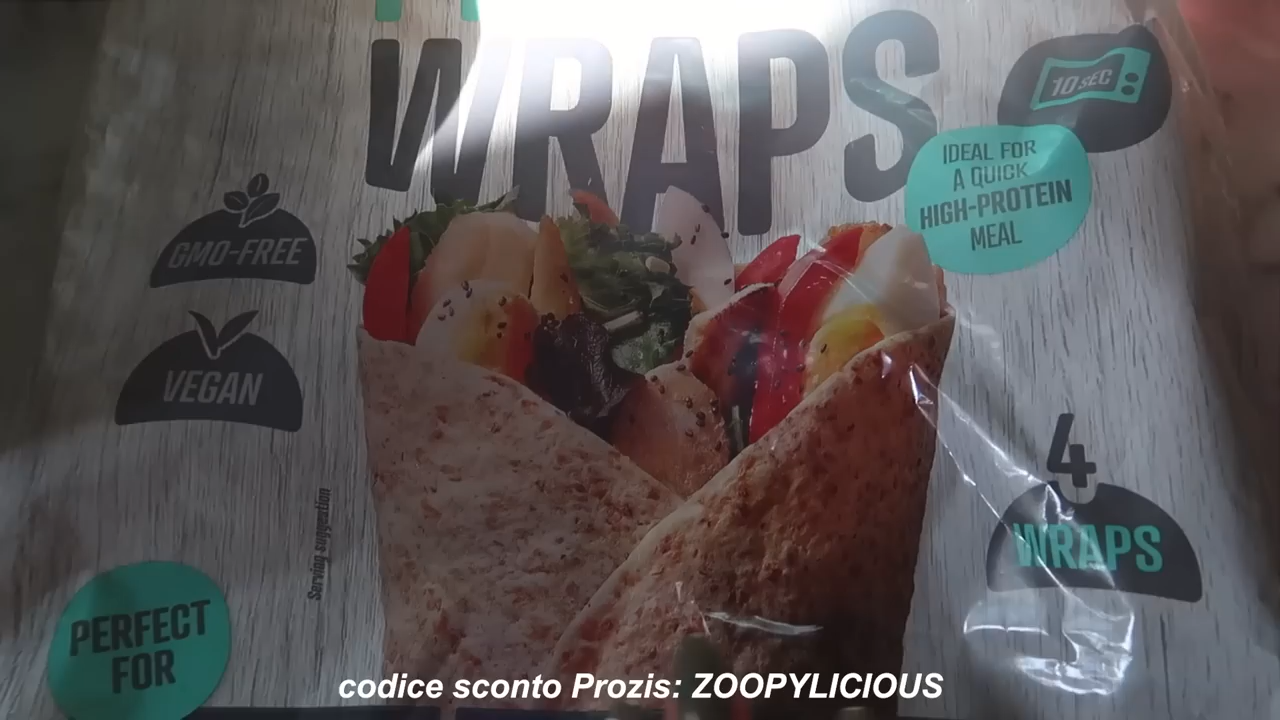 WRAPS
10 SEC
IDEAL FOR
A QUICK
HIGH-PROTEIN
MEAL
GMO-FREE
VEGAN
4
WRAPS
Serving suggestion
PERFECT
FOR
codice sconto Prozis: ZOOPYLICIOUS